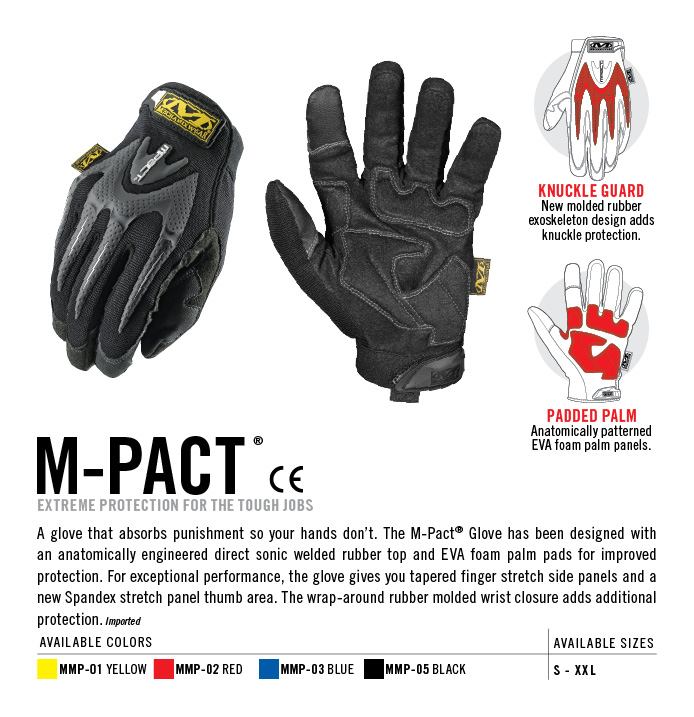 MECHANIX WEAR
M-PACT
KNUCKLE GUARD
New molded rubber
exoskeleton design adds
knuckle protection.
PADDED PALM
Anatomically patterned
EVA foam palm panels.
M-PACT ®
CE
EXTREME PROTECTION FOR THE TOUGH JOBS
A glove that absorbs punishment so your hands don’t. The M-Pact® Glove has been designed with
an anatomically engineered direct sonic welded rubber top and EVA foam palm pads for improved
protection. For exceptional performance, the glove gives you tapered finger stretch side panels and a
new Spandex stretch panel thumb area. The wrap-around rubber molded wrist closure adds additional
protection. Imported
AVAILABLE COLORS
AVAILABLE SIZES
MMP-01 YELLOW MMP-02 RED MMP-03 BLUE MMP-05 BLACK
S - XXL